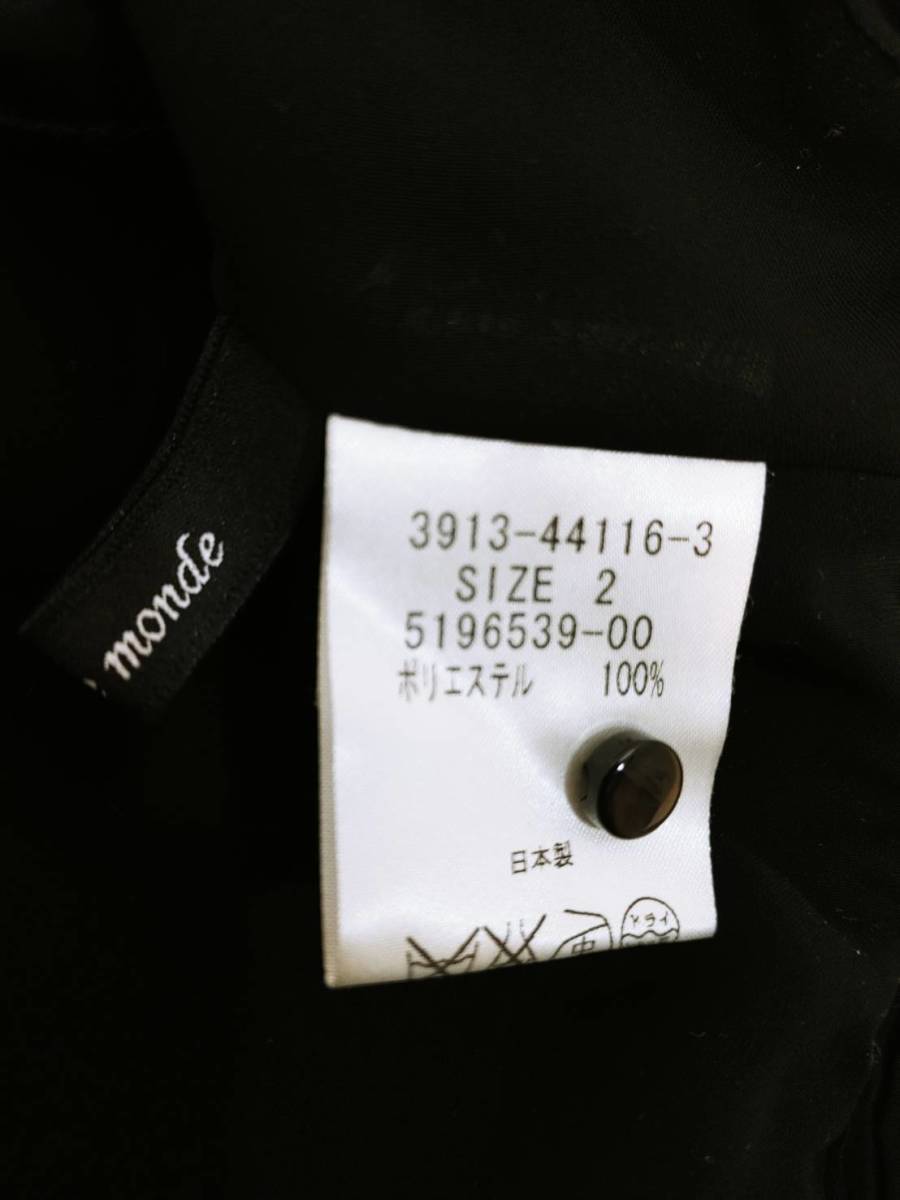 monde
3913-44116-3
SIZE 2
5196539-00
ポリエステル 100%
日本製
中
ドライ